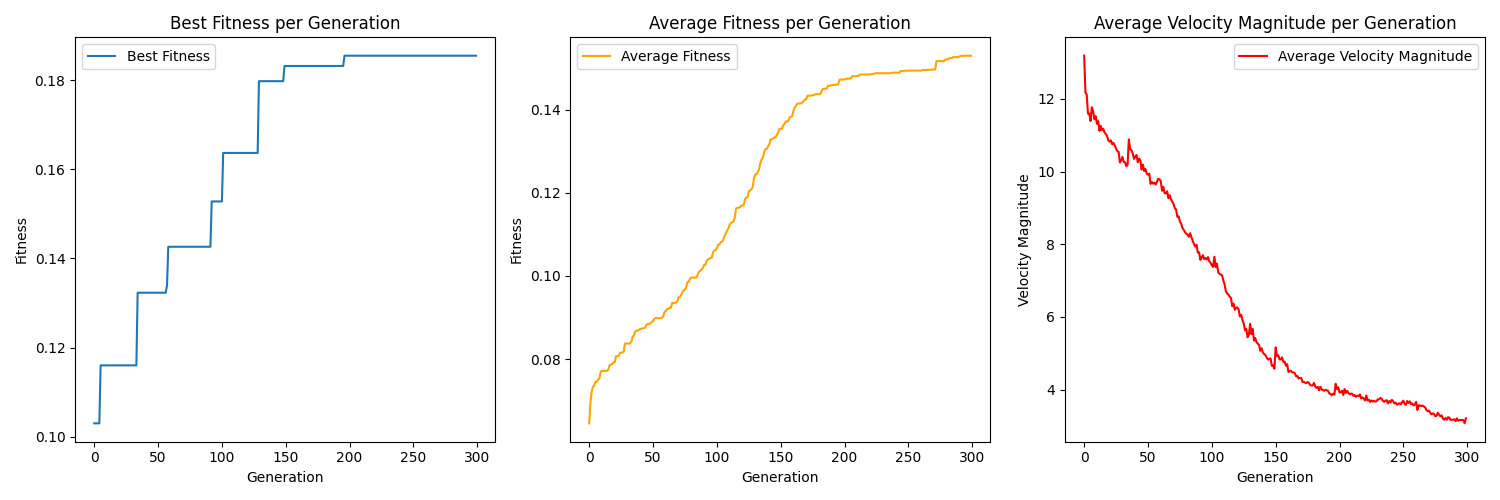 Best Fitness per Generation
Best Fitness
0.18
0.16
0.14
0.12
0.10
Fitness
0
50
100
150
200
250
300
Generation
Average Fitness per Generation
Average Fitness
0.14
0.12
0.10
0.08
Fitness
0
50
100
150
200
250
300
Generation
Average Velocity Magnitude per Generation
Average Velocity Magnitude
12
10
8
6
4
Velocity Magnitude
0
50
100
150
200
250
300
Generation